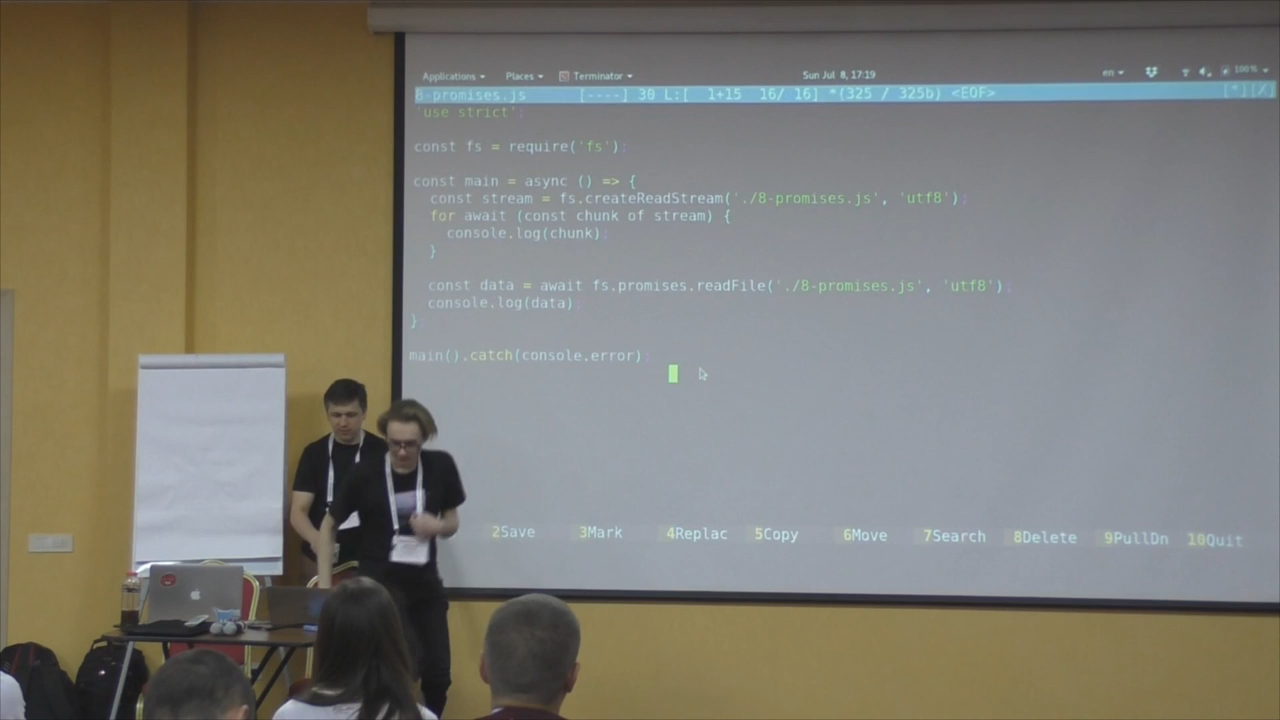 Applications Places Terminator Sun Jul 8, 17:19 en 100%
8-promises.js [----] 30 L:[ 1+15 16/ 16] *(325 / 325b) <EOF> [*][X]
'use strict';
const fs = require('fs');
const main = async () => {
const stream = fs.createReadStream('./8-promises.js', 'utf8');
for await (const chunk of stream) {
console.log(chunk);
}
const data = await fs.promises.readFile('./8-promises.js', 'utf8');
console.log(data);
};
main().catch(console.error);
2Save 3Mark 4Replac 5Copy 6Move 7Search 8Delete 9PullDn 10Quit